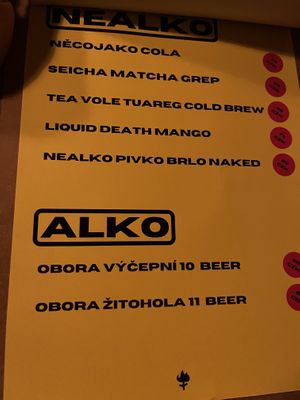 NEALKO
NĚCOJAKO COLA
SEICHA MATCHA GREP
TEA VOLE TUAREG COLD BREW
LIQUID DEATH MANGO
NEALKO PIVKO BRLO NAKED
ALKO
OBORA VÝČEPNÍ 10 BEER
OBORA ŽITOHOLA 11 BEER